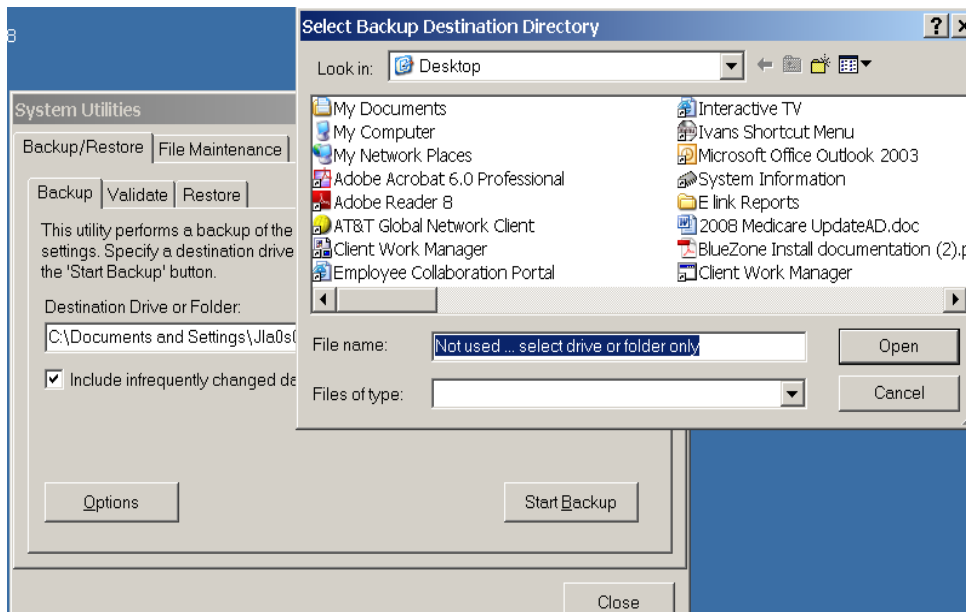 8
Select Backup Destination Directory
Look in: Desktop
My Documents
My Computer
My Network Places
Adobe Acrobat 6.0 Professional
Adobe Reader 8
AT&T Global Network Client
Client Work Manager
Employee Collaboration Portal
Interactive TV
Ivans Shortcut Menu
Microsoft Office Outlook 2003
System Information
E link Reports
2008 Medicare UpdateAD.doc
BlueZone Install documentation (2).p
Client Work Manager
File name: Not used ... select drive or folder only
Open
Files of type:
Cancel
System Utilities
Backup/Restore File Maintenance
Backup Validate Restore
This utility performs a backup of the
settings. Specify a destination drive
the 'Start Backup' button.
Destination Drive or Folder:
C:\Documents and Settings\Jla0s
Include infrequently changed da
Options
Start Backup
Close